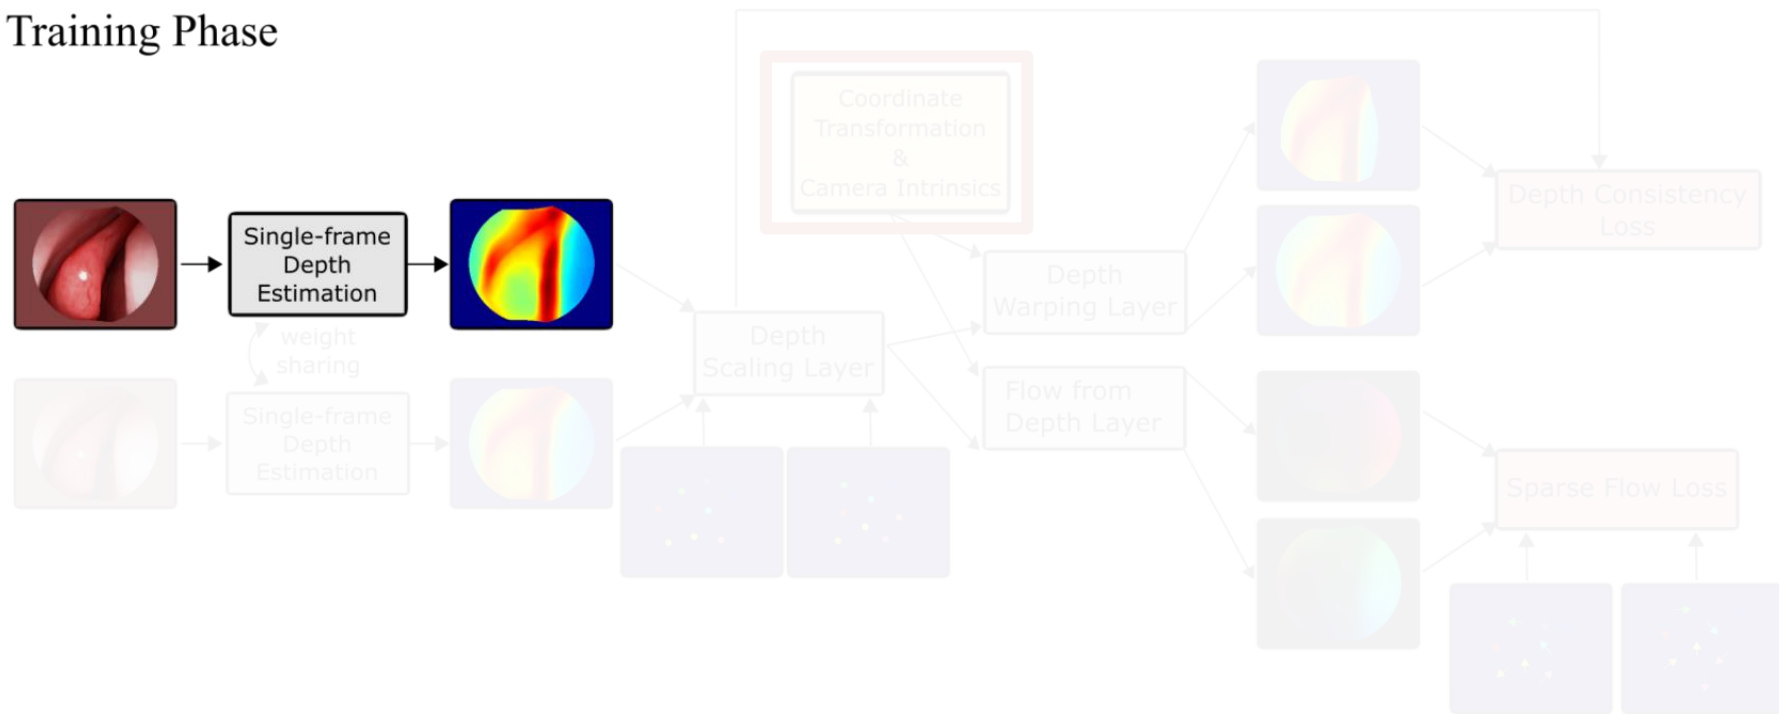 Training Phase
Coordinate
Transformation
&
Camera Intrinsics
Single-frame
Depth
Estimation
weight
sharing
Single-frame
Depth
Estimation
Depth
Scaling Layer
Depth
Warping Layer
Flow from
Depth Layer
Depth Consistency
Loss
Sparse Flow Loss